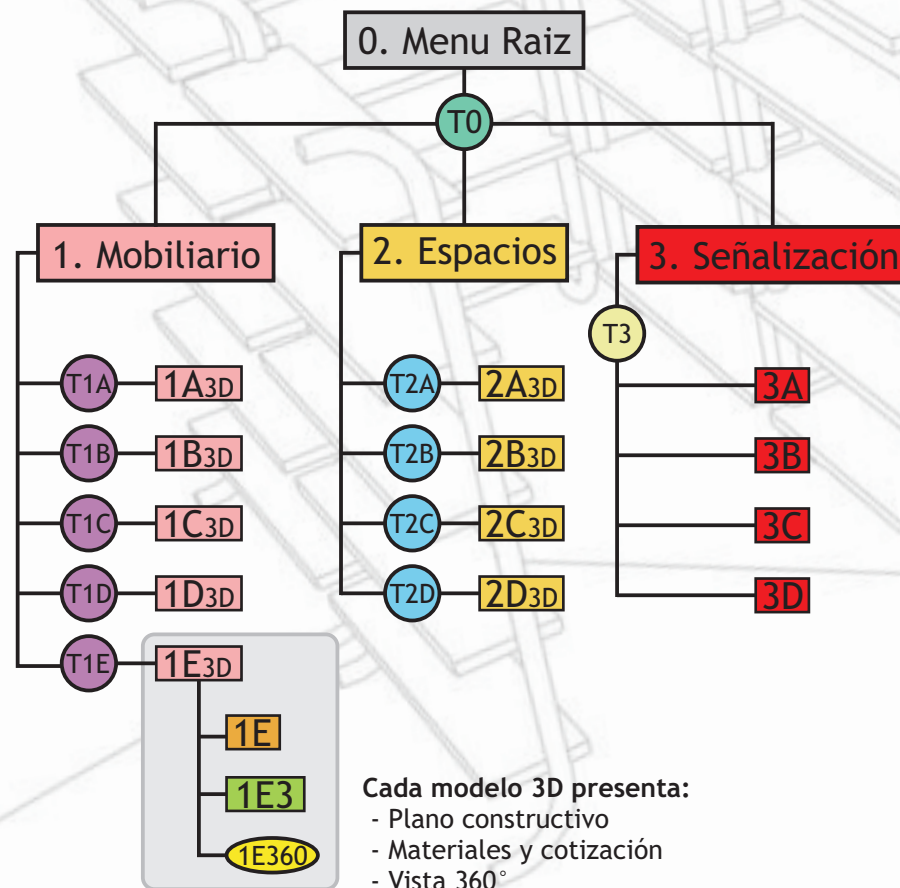 0. Menu Raiz
T0
1. Mobiliario
2. Espacios
3. Señalización
T3
T1A 1A3D
T2A 2A3D
3A
T1B 1B3D
T2B 2B3D
3B
T1C 1C3D
T2C 2C3D
3C
T1D 1D3D
T2D 2D3D
3D
T1E 1E3D
1E
1E3
1E360
Cada modelo 3D presenta:
- Plano constructivo
- Materiales y cotización
- Vista 360°